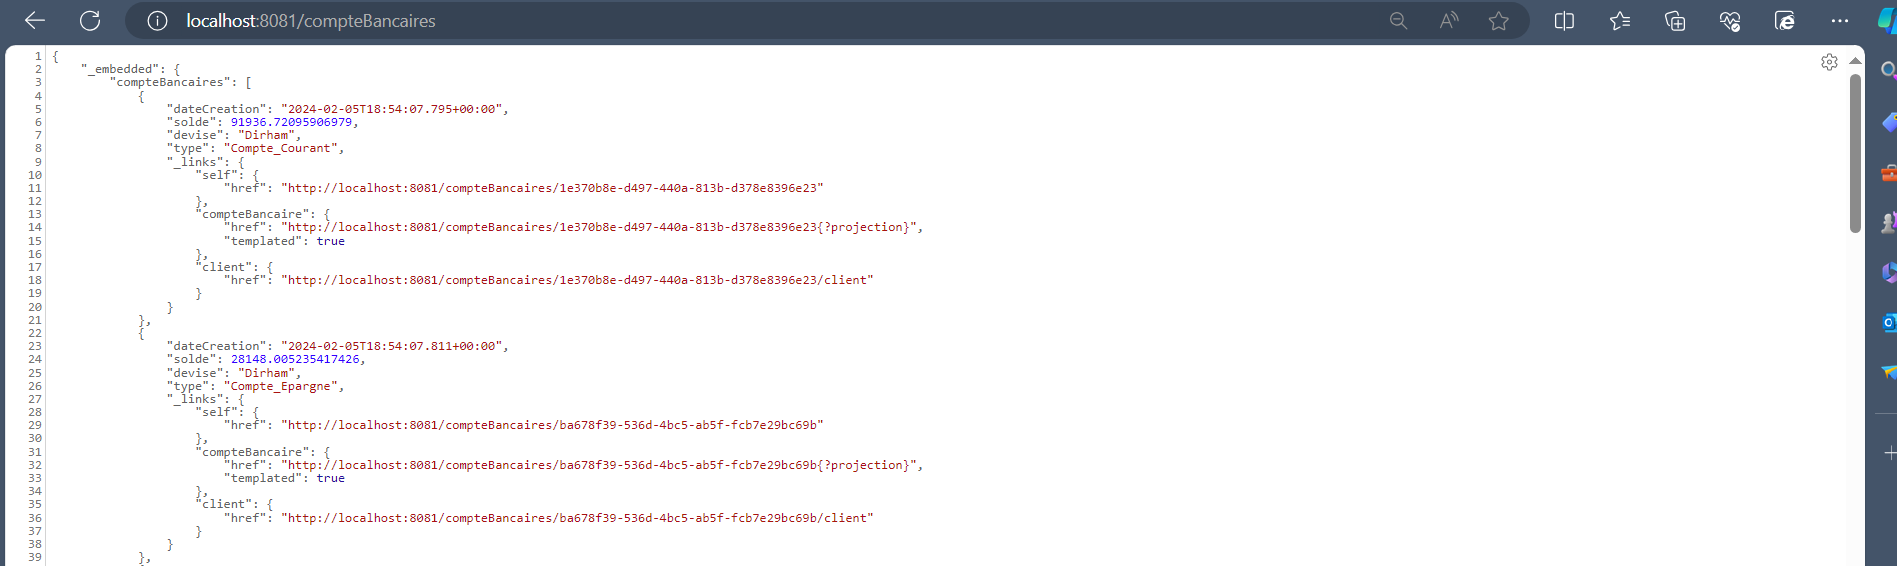 localhost:8081/compteBancaires
1 {
2 "_embedded": {
3 "compteBancaires": [
4 {
5 "dateCreation": "2024-02-05T18:54:07.795+00:00",
6 "solde": 91936.72095906979,
7 "devise": "Dirham",
8 "type": "Compte_Courant",
9 "_links": {
10 "self": {
11 "href": "http://localhost:8081/compteBancaires/1e370b8e-d497-440a-813b-d378e8396e23"
12 },
13 "compteBancaire": {
14 "href": "http://localhost:8081/compteBancaires/1e370b8e-d497-440a-813b-d378e8396e23{?projection}",
15 "templated": true
16 },
17 "client": {
18 "href": "http://localhost:8081/compteBancaires/1e370b8e-d497-440a-813b-d378e8396e23/client"
19 }
20 }
21 },
22 {
23 "dateCreation": "2024-02-05T18:54:07.811+00:00",
24 "solde": 28148.005235417426,
25 "devise": "Dirham",
26 "type": "Compte_Epargne",
27 "_links": {
28 "self": {
29 "href": "http://localhost:8081/compteBancaires/ba678f39-536d-4bc5-ab5f-fcb7e29bc69b"
30 },
31 "compteBancaire": {
32 "href": "http://localhost:8081/compteBancaires/ba678f39-536d-4bc5-ab5f-fcb7e29bc69b{?projection}",
33 "templated": true
34 },
35 "client": {
36 "href": "http://localhost:8081/compteBancaires/ba678f39-536d-4bc5-ab5f-fcb7e29bc69b/client"
37 }
38 }
39 },